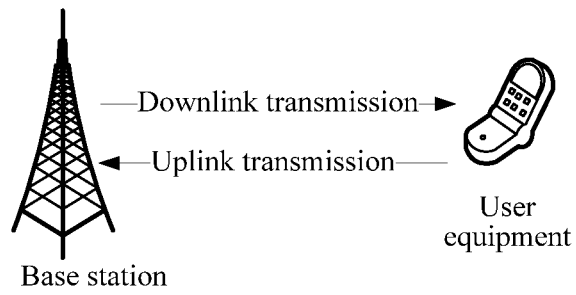 Downlink transmission
Uplink transmission
User
equipment
Base station